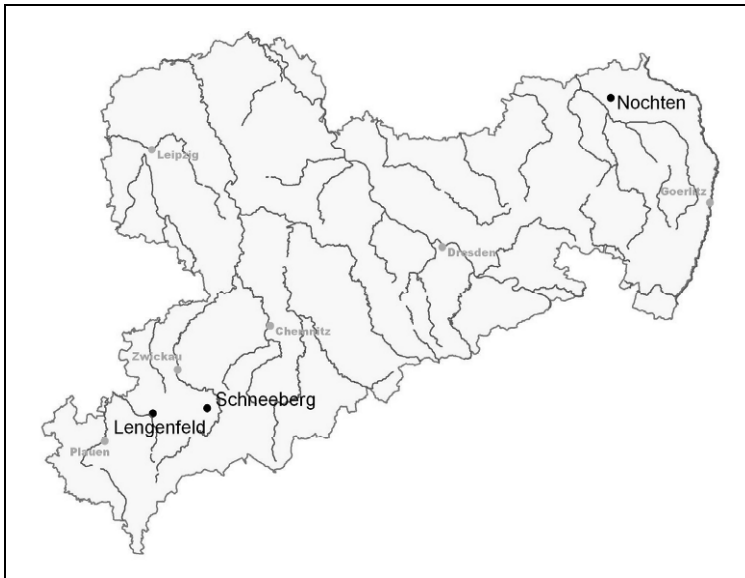 Nochten
Leipzig
Goerlitz
Dresden
Chemnitz
Zwickau
Schneeberg
Lengenfeld
Plauen